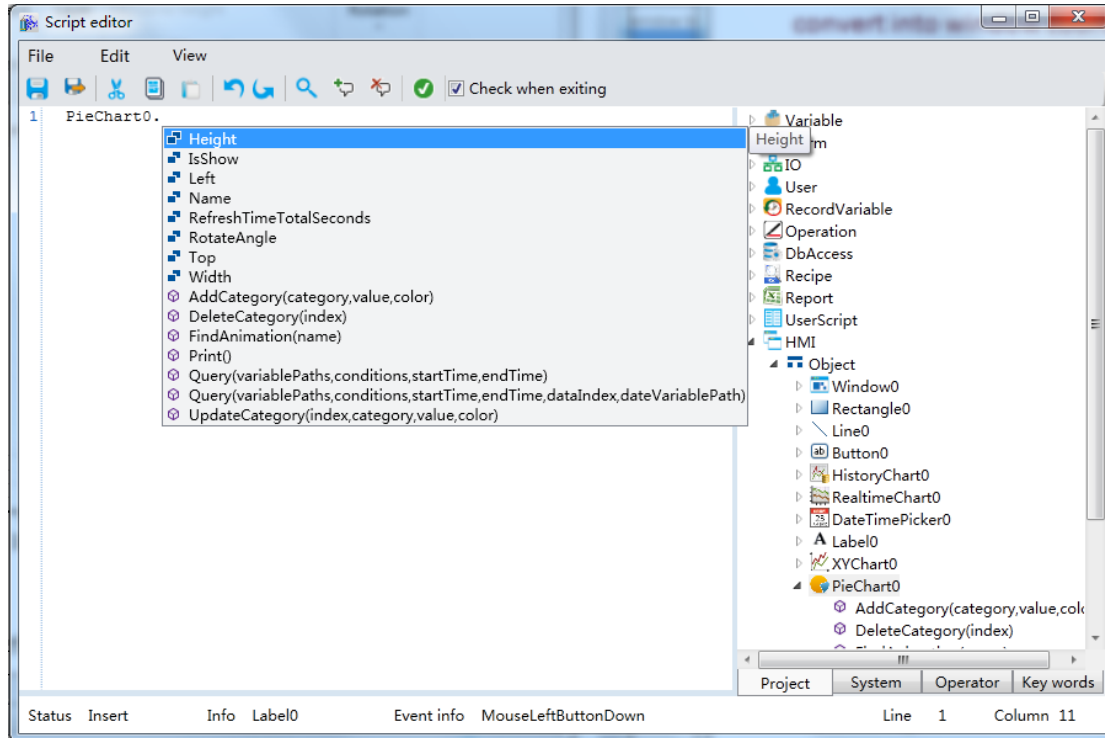 convert into win
Script editor
File Edit View
Check when exiting
1 PieChart0.
Height
IsShow
Left
Name
RefreshTimeTotalSeconds
RotateAngle
Top
Width
AddCategory(category,value,color)
DeleteCategory(index)
FindAnimation(name)
Print()
Query(variablePaths,conditions,startTime,endTime)
Query(variablePaths,conditions,startTime,endTime,dataIndex,dateVariablePath)
UpdateCategory(index,category,value,color)
Height
Variable
IO
User
RecordVariable
Operation
DbAccess
Recipe
Report
UserScript
HMI
Object
Window0
Rectangle0
Line0
Button0
HistoryChart0
RealtimeChart0
DateTimePicker0
Label0
XYChart0
PieChart0
AddCategory(category,value,colo
DeleteCategory(index)
Project System Operator Key words
Status Insert Info Label0 Event info MouseLeftButtonDown Line 1 Column 11